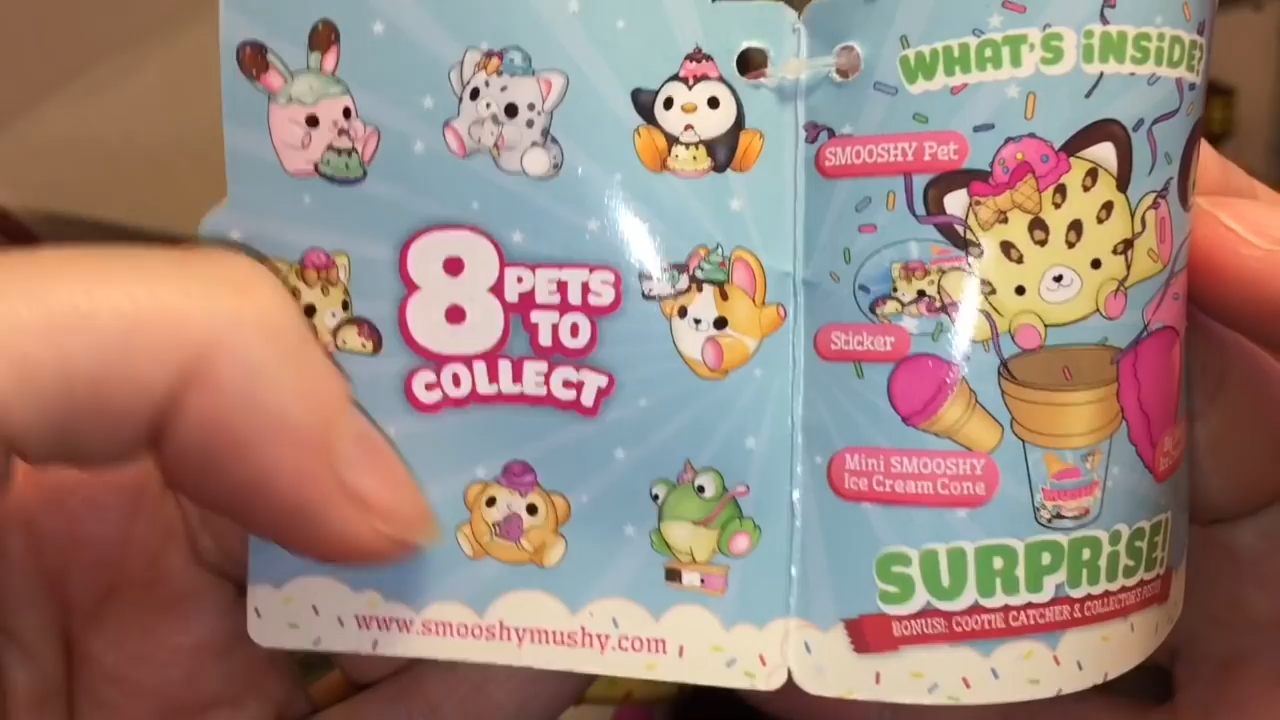 8 PETS
TO
COLLECT
www.smooshymushy.com
WHAT'S iNSiDE?
SMOOSHY Pet
Sticker
Mini SMOOSHY
Ice Cream Cone
SURPRiSE!
BONUS!: COOTIE CATCHER & COLLECTOR'S